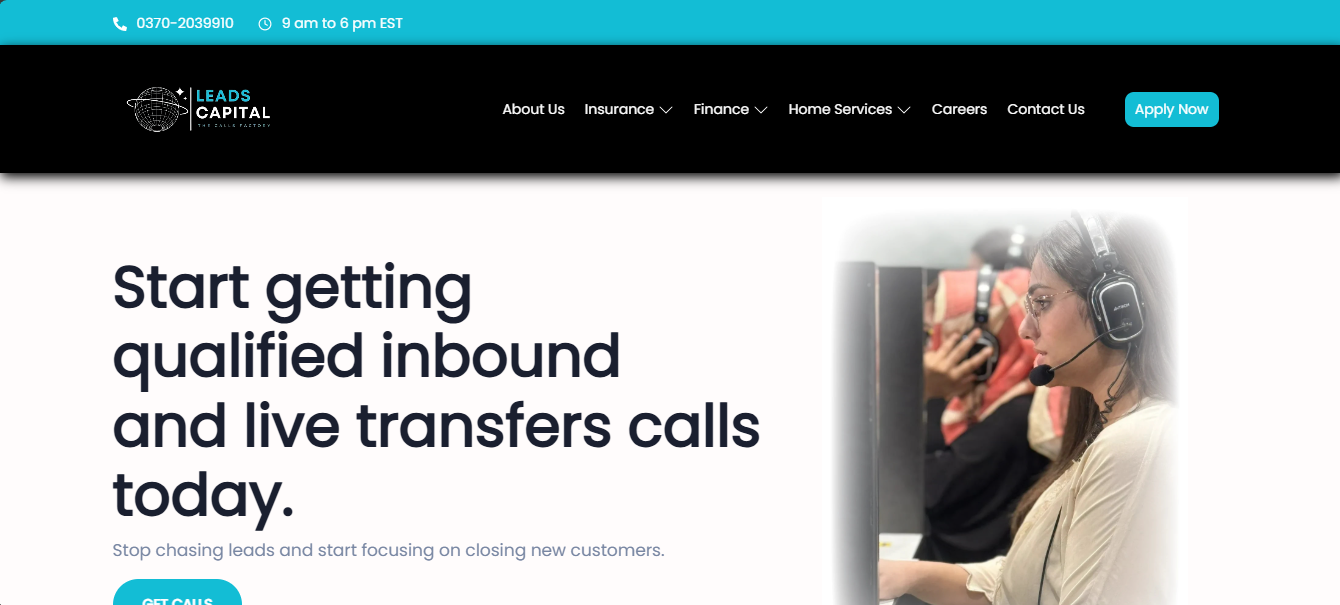 0370-2039910 9 am to 6 pm EST
LEADS
CAPITAL
THE CALLS FACTORY
About Us Insurance Finance Home Services Careers Contact Us Apply Now
Start getting
qualified inbound
and live transfers calls
today.
Stop chasing leads and start focusing on closing new customers.
GET CALLS